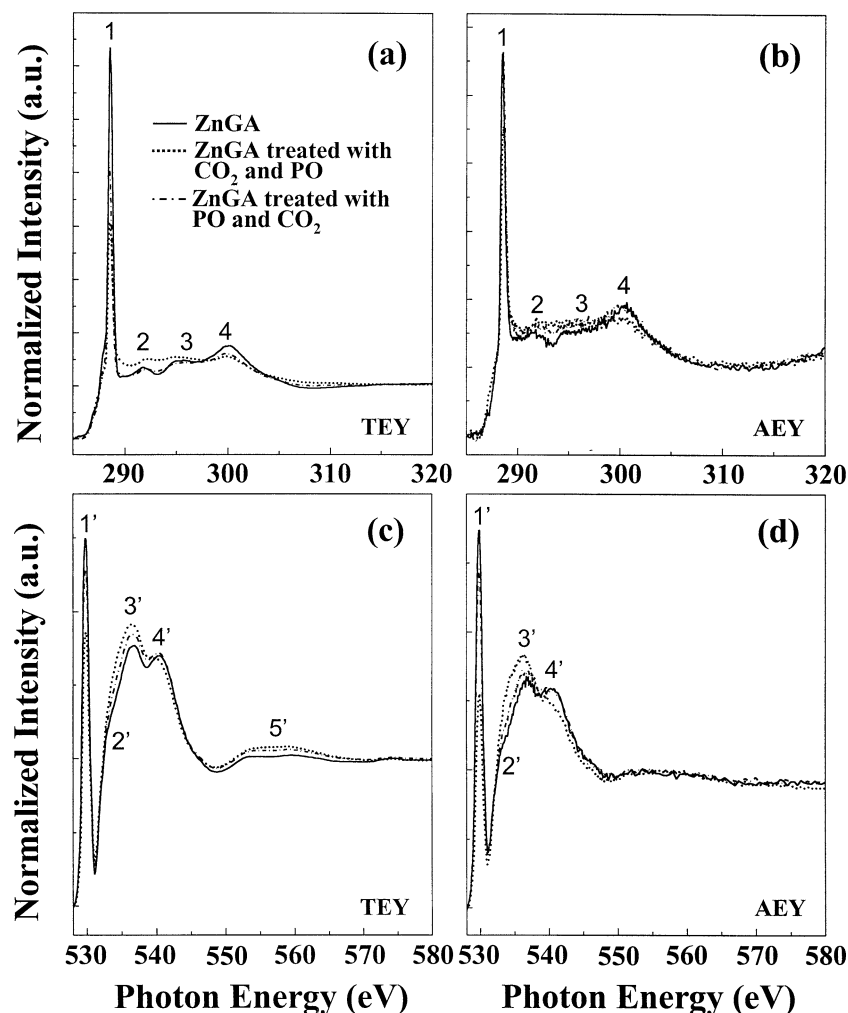 Normalized Intensity (a.u.)
(a)
1
ZnGA
ZnGA treated with
CO₂ and PO
ZnGA treated with
PO and CO₂
2
3
4
TEY
290
300
310
320
(b)
1
2
3
4
AEY
290
300
310
320
Normalized Intensity (a.u.)
(c)
1’
2’
3’
4’
5’
TEY
530
540
550
560
570
580
Photon Energy (eV)
(d)
1’
2’
3’
4’
AEY
530
540
550
560
570
580
Photon Energy (eV)